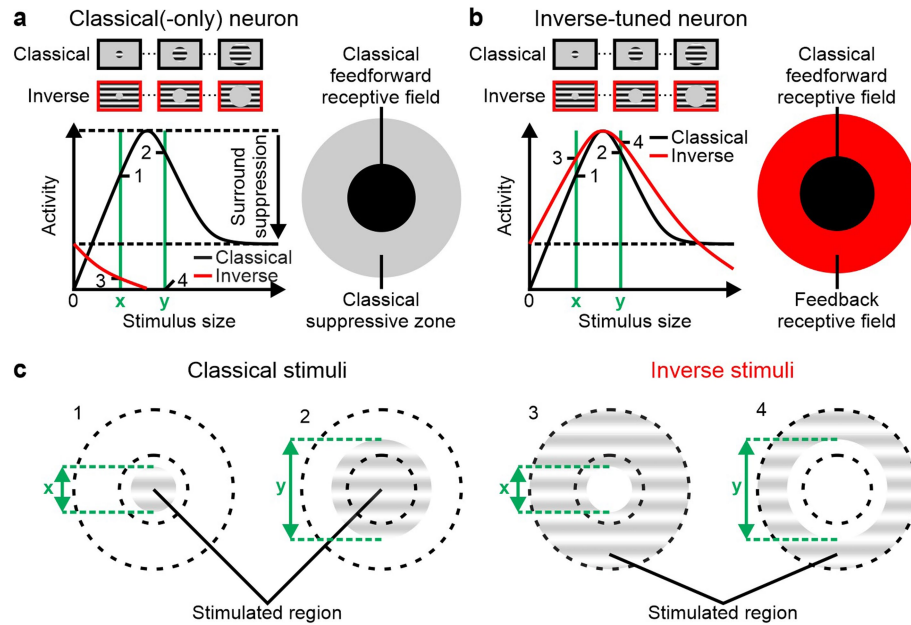 a Classical(-only) neuron
Classical
Inverse
Classical
feedforward
receptive field
Activity
Surround
suppression
1
2
3
4
Classical
Inverse
0
x
y
Stimulus size
Classical
suppressive zone
b Inverse-tuned neuron
Classical
Inverse
Classical
feedforward
receptive field
Activity
Classical
Inverse
3
4
2
1
0
x
y
Stimulus size
Feedback
receptive field
c Classical stimuli
Inverse stimuli
1
2
3
4
x
y
x
y
Stimulated region
Stimulated region